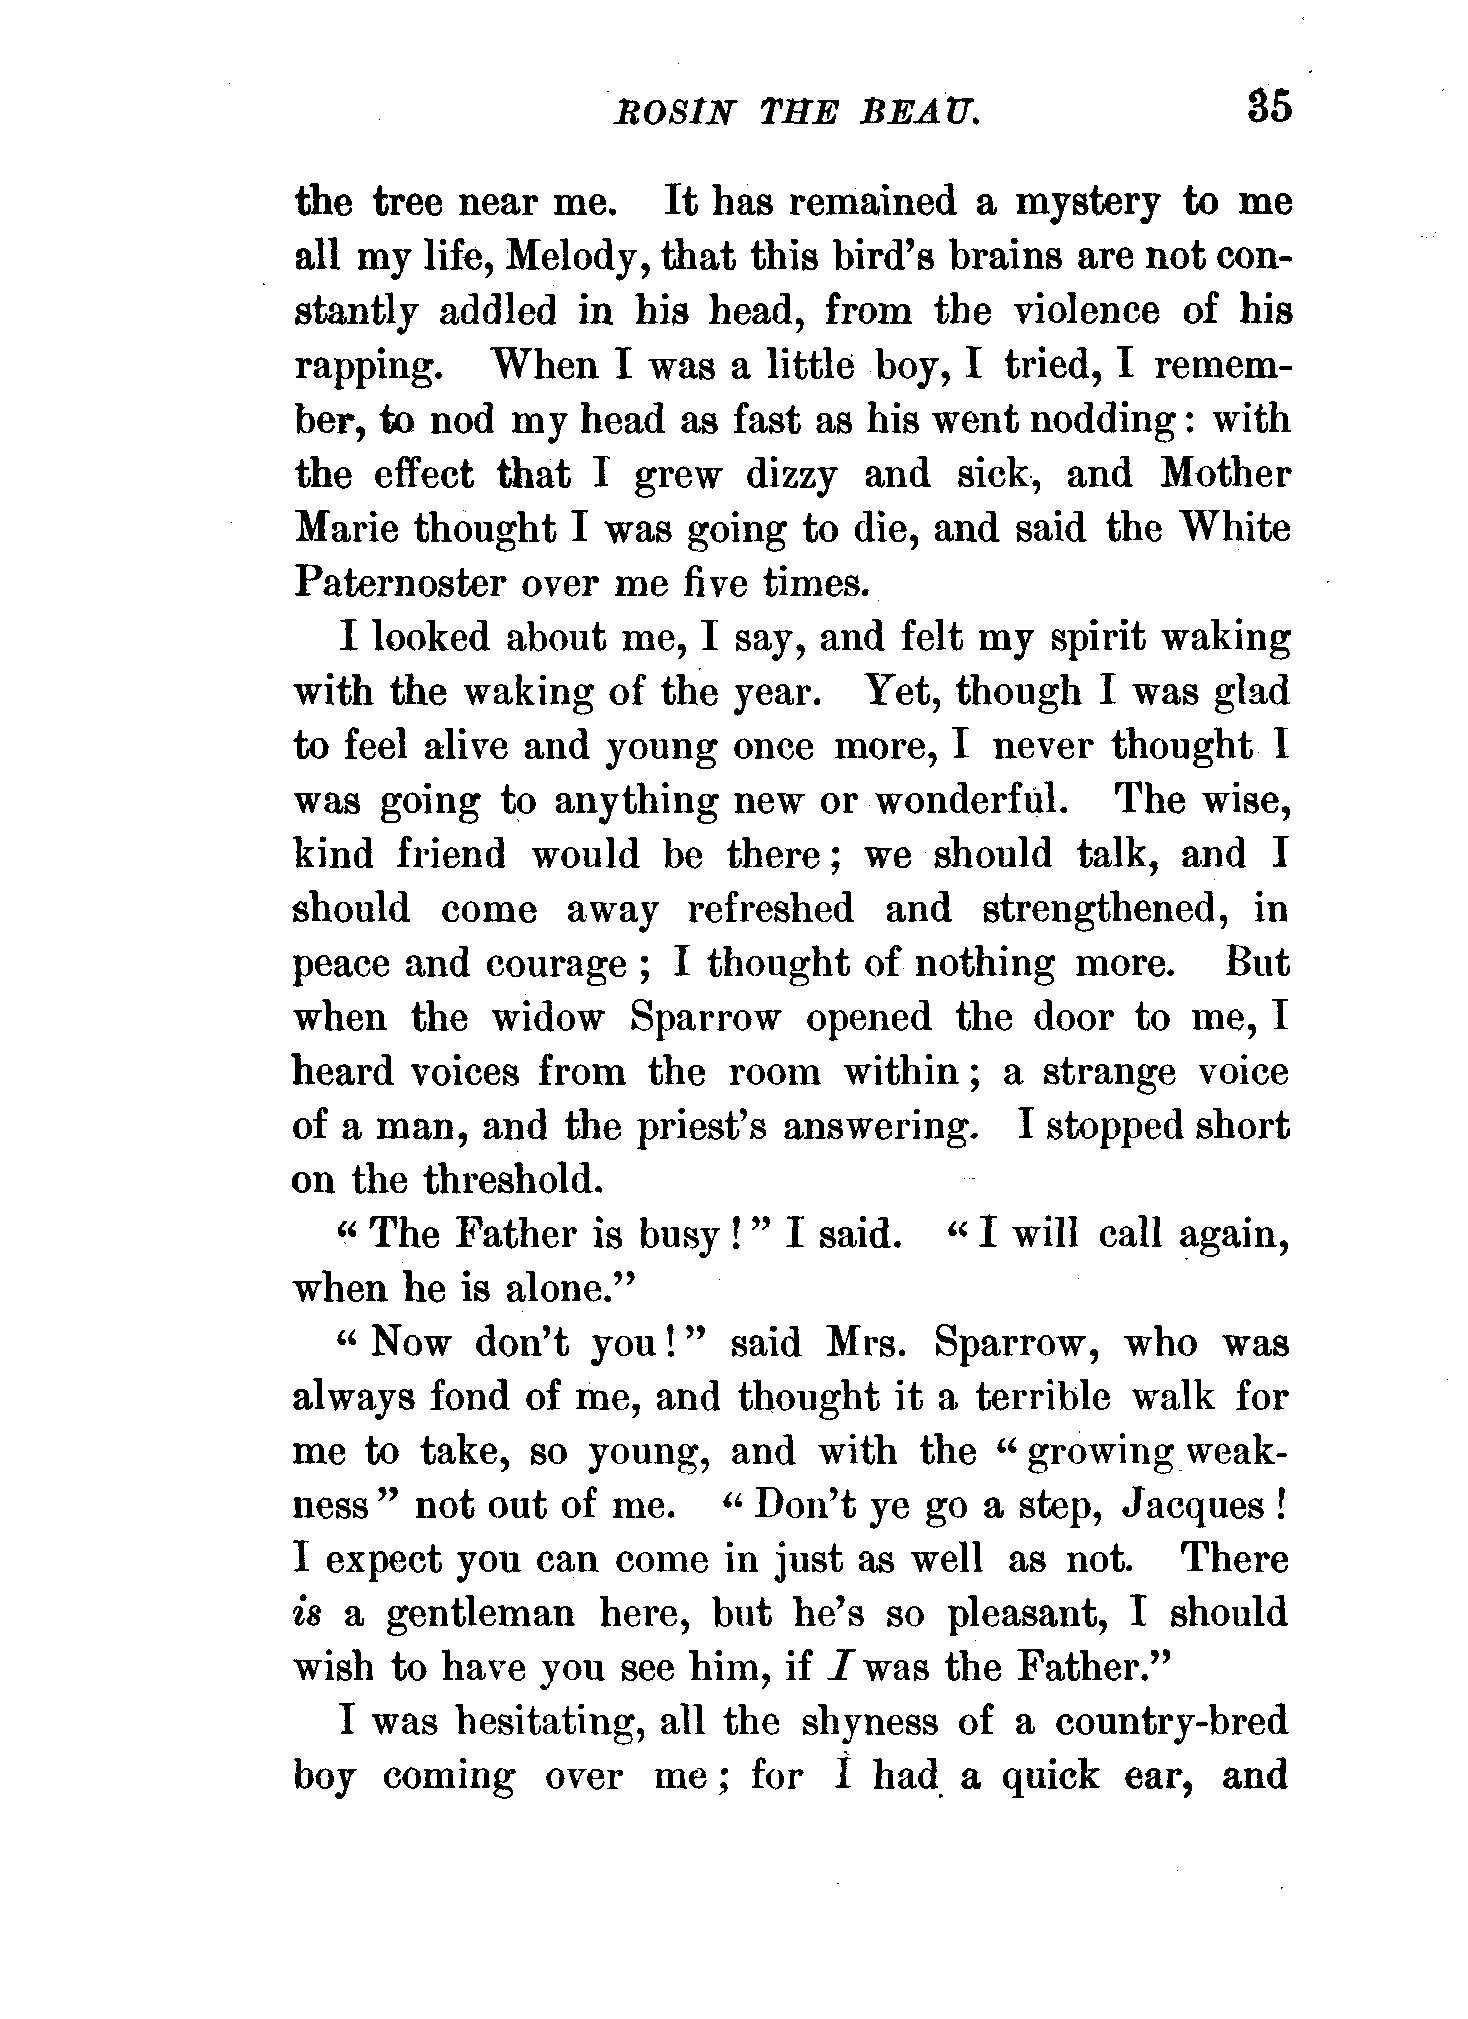 ROSIN THE BEAU. 35
the tree near me. It has remained a mystery to me
all my life, Melody, that this bird's brains are not con-
stantly addled in his head, from the violence of his
rapping. When I was a little boy, I tried, I remem-
ber, to nod my head as fast as his went nodding: with
the effect that I grew dizzy and sick, and Mother
Marie thought I was going to die, and said the White
Paternoster over me five times.
I looked about me, I say, and felt my spirit waking
with the waking of the year. Yet, though I was glad
to feel alive and young once more, I never thought I
was going to anything new or wonderful. The wise,
kind friend would be there; we should talk, and I
should come away refreshed and strengthened, in
peace and courage; I thought of nothing more. But
when the widow Sparrow opened the door to me, I
heard voices from the room within; a strange voice
of a man, and the priest's answering. I stopped short
on the threshold.
"The Father is busy!" I said. "I will call again,
when he is alone."
"Now don't you!" said Mrs. Sparrow, who was
always fond of me, and thought it a terrible walk for
me to take, so young, and with the "growing weak-
ness" not out of me. "Don't ye go a step, Jacques!
I expect you can come in just as well as not. There
is a gentleman here, but he's so pleasant, I should
wish to have you see him, if I was the Father."
I was hesitating, all the shyness of a country-bred
boy coming over me; for I had a quick ear, and